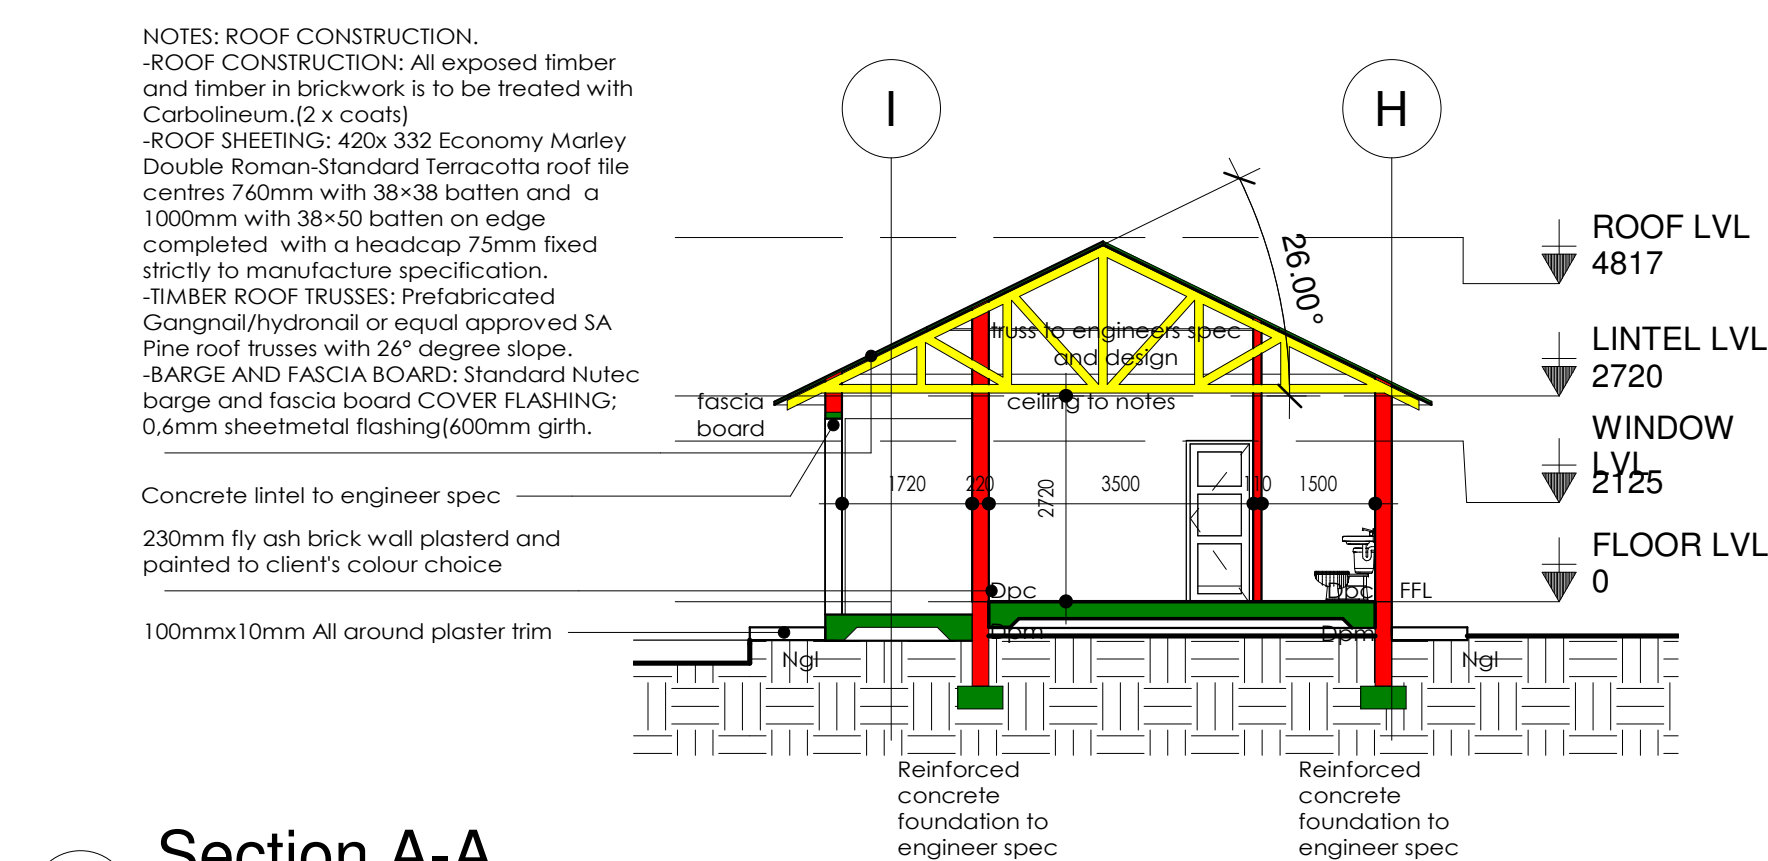 NOTES: ROOF CONSTRUCTION.
-ROOF CONSTRUCTION: All exposed timber
and timber in brickwork is to be treated with
Carbolineum.(2 x coats)
-ROOF SHEETING: 420x 332 Economy Marley
Double Roman-Standard Terracotta roof tile
centres 760mm with 38×38 batten and  a
1000mm with 38×50 batten on edge
completed  with a headcap 75mm fixed
strictly to manufacture specification.
-TIMBER ROOF TRUSSES: Prefabricated
Gangnail/hydronail or equal approved SA
Pine roof trusses with 26° degree slope.
-BARGE AND FASCIA BOARD: Standard Nutec
barge and fascia board COVER FLASHING;
0,6mm sheetmetal flashing(600mm girth.
Concrete lintel to engineer spec
230mm fly ash brick wall plasterd and
painted to client's colour choice
100mmx10mm All around plaster trim
I
H
26.00°
truss to engineers spec
and design
ceiling to notes
fascia
board
1720
220
2720
3500
110
1500
Dpc
Dpc
FFL
Dpm
Dpm
Ngl
Ngl
ROOF LVL
4817
LINTEL LVL
2720
WINDOW
LVL
2125
FLOOR LVL
0
Reinforced
concrete
foundation to
engineer spec
Reinforced
concrete
foundation to
engineer spec
Section A-A